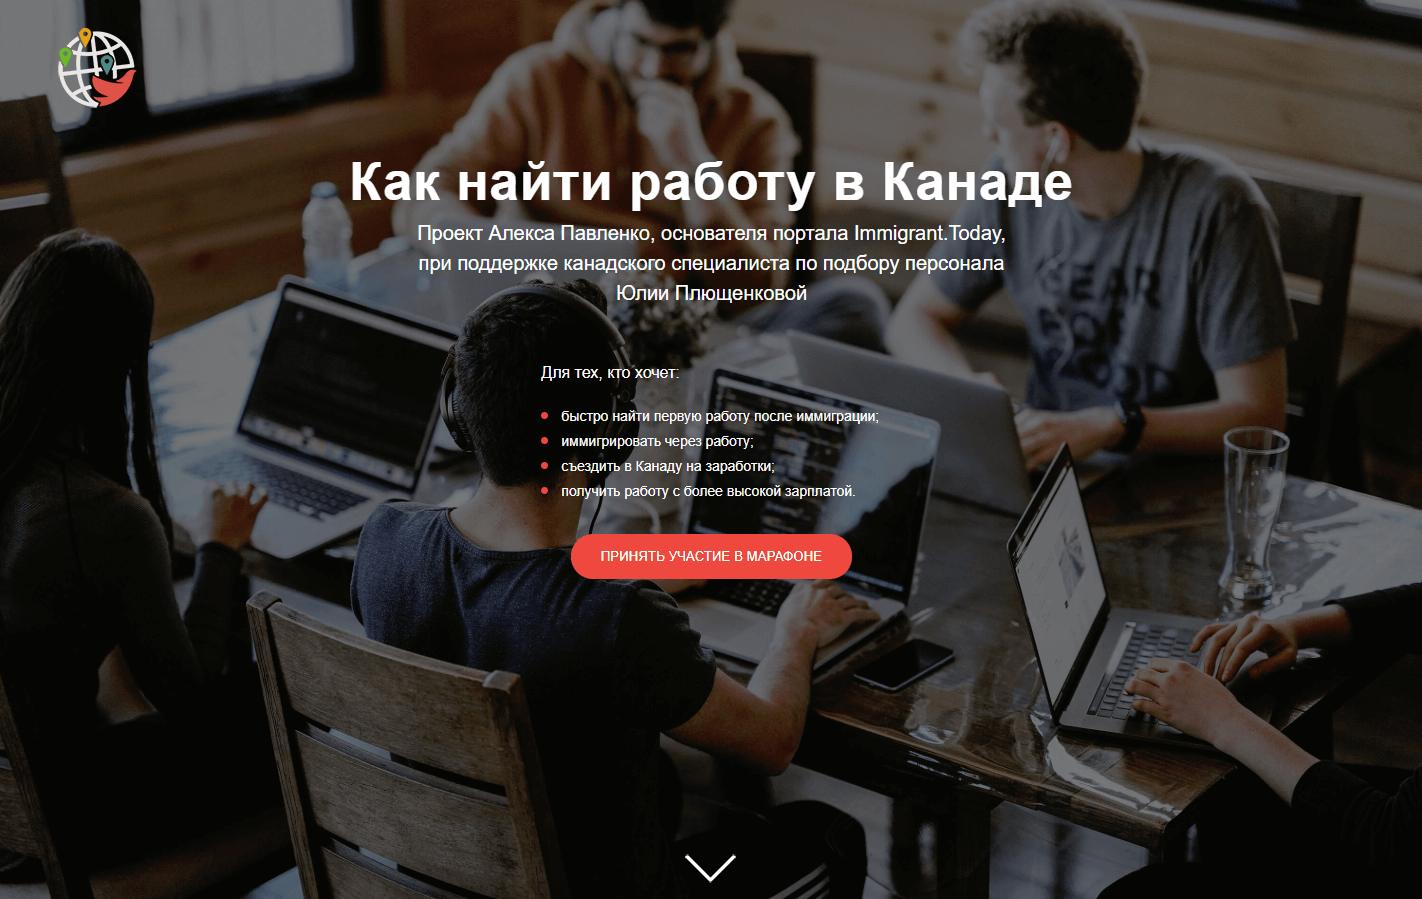 Как найти работу в Канаде
Проект Алекса Павленко, основателя портала Immigrant.Today,
при поддержке канадского специалиста по подбору персонала
Юлии Плющенковой
Для тех, кто хочет:
быстро найти первую работу после иммиграции;
иммигрировать через работу;
съездить в Канаду на заработки;
получить работу с более высокой зарплатой.
ПРИНЯТЬ УЧАСТИЕ В МАРАФОНЕ